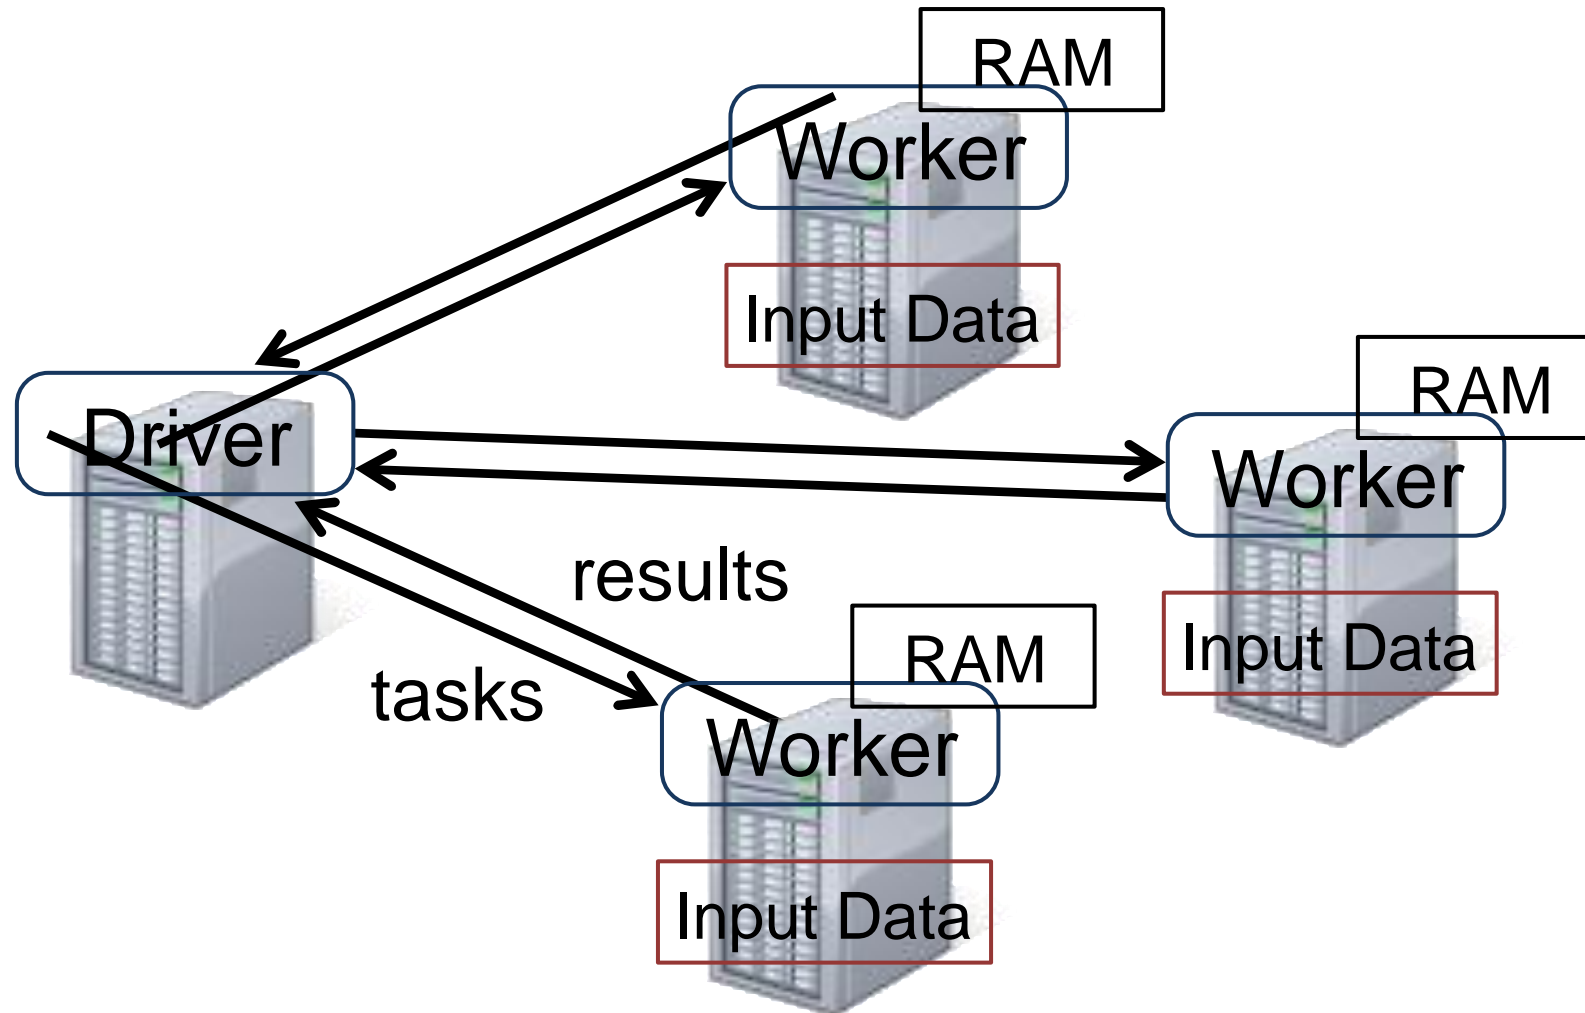 RAM
Worker
Input Data
RAM
Driver
Worker
results
Input Data
RAM
tasks
Worker
Input Data